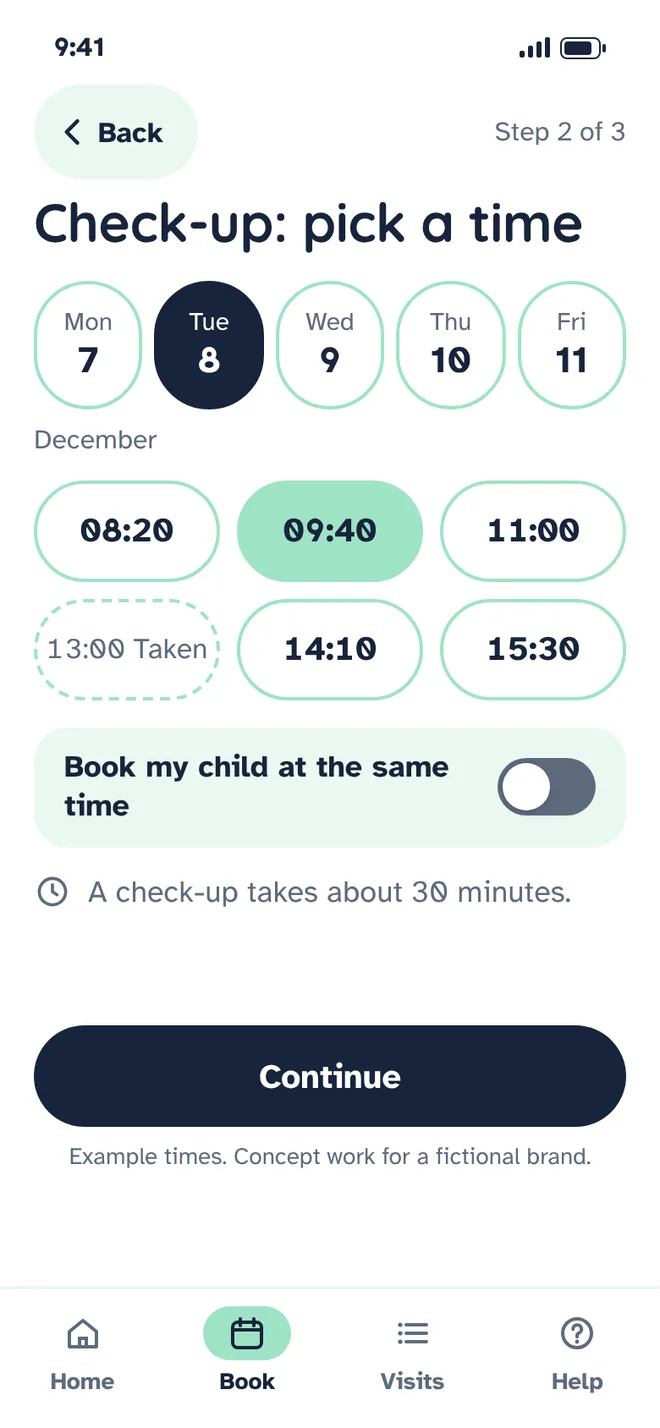 9:41
Back
Step 2 of 3
Check-up: pick a time
Mon Tue Wed Thu Fri
7 8 9 10 11
December
08:20 09:40 11:00
13:00 Taken 14:10 15:30
Book my child at the same
time
A check-up takes about 30 minutes.
Continue
Example times. Concept work for a fictional brand.
Home Book Visits Help